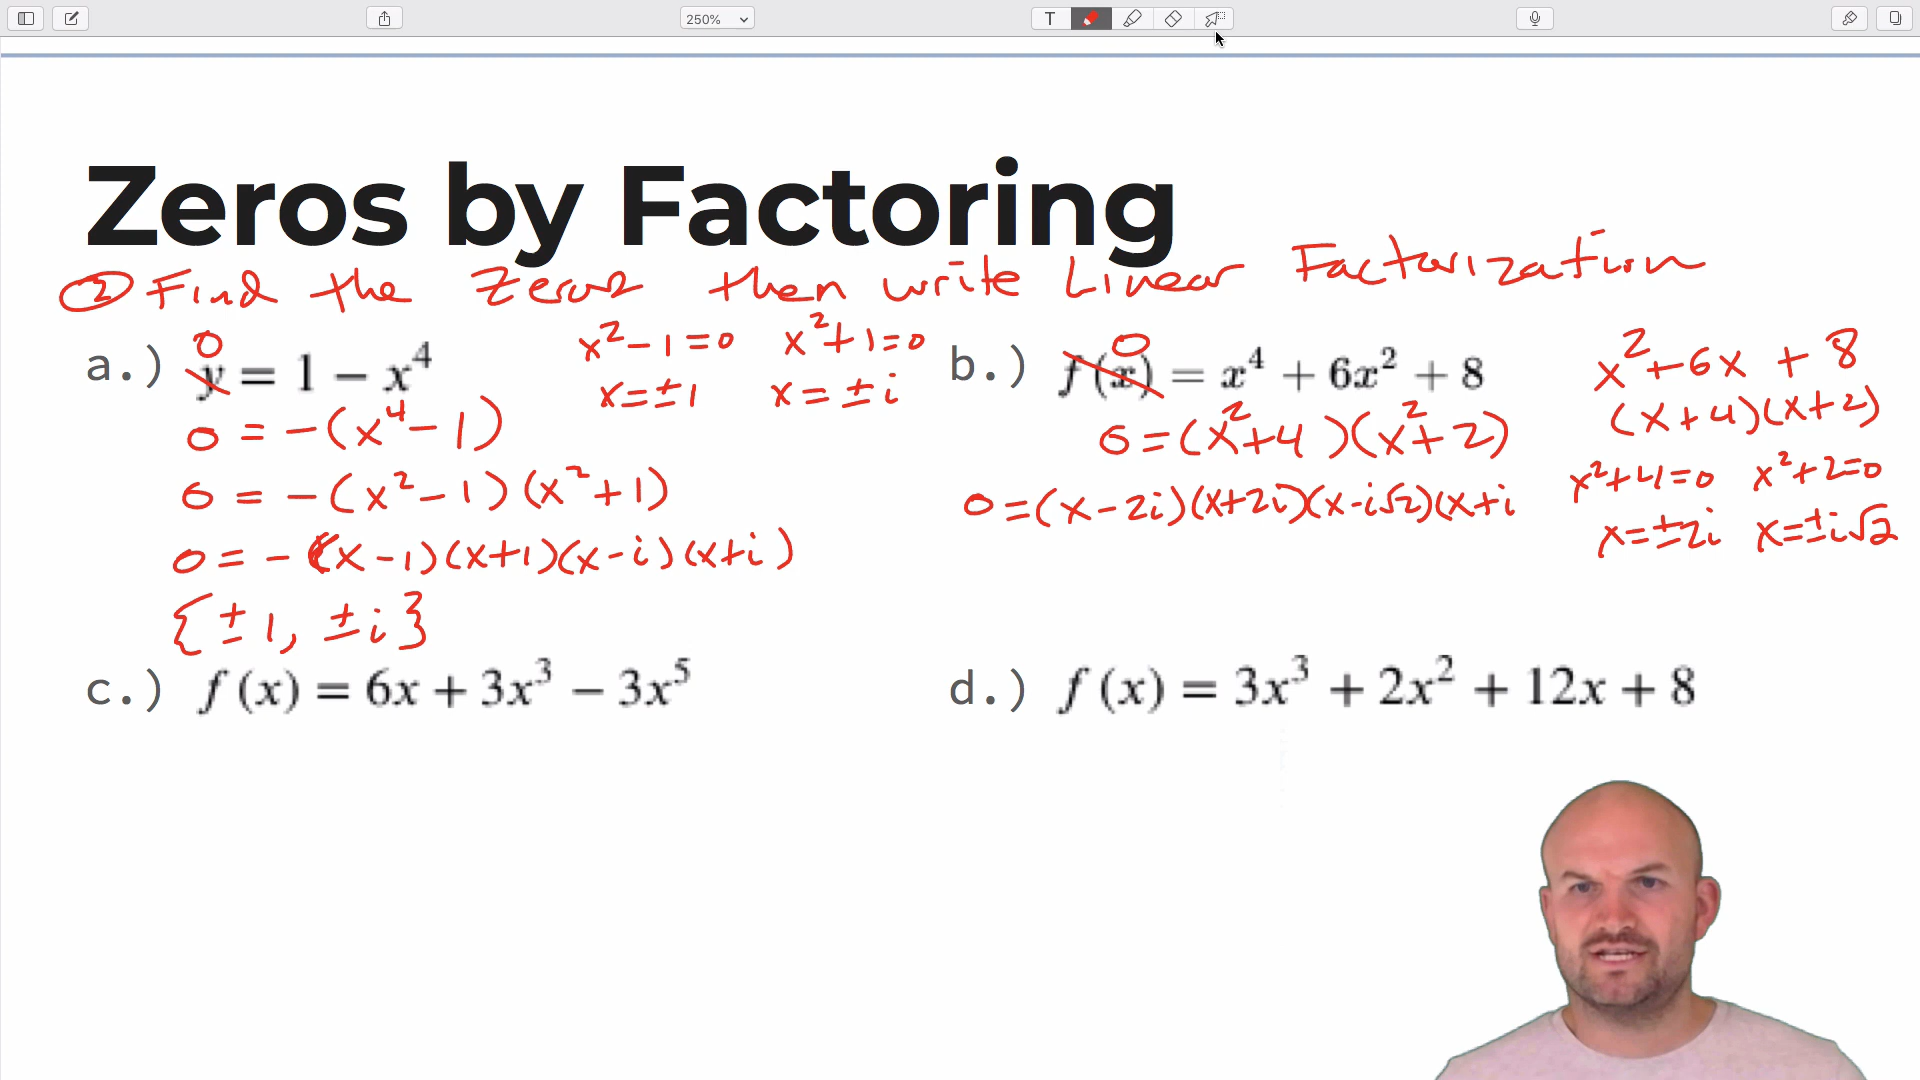 250%
T
Zeros by Factoring
② Find the Zeros then write Linear Factorization
a.) y = 1 − x⁴
0
0 = −(x⁴ − 1)
0 = −(x² − 1)(x² + 1)
0 = −(x − 1)(x + 1)(x − i)(x + i)
{±1, ±i}
x² − 1 = 0 x² + 1 = 0
x = ±1 x = ±i
b.) f(x) = x⁴ + 6x² + 8
0
0 = (x² + 4)(x² + 2)
0 = (x − 2i)(x + 2i)(x − i√2)(x + i
x² + 6x + 8
(x + 4)(x + 2)
x² + 4 = 0 x² + 2 = 0
x = ±2i x = ±i√2
c.) f(x) = 6x + 3x³ − 3x⁵
d.) f(x) = 3x³ + 2x² + 12x + 8